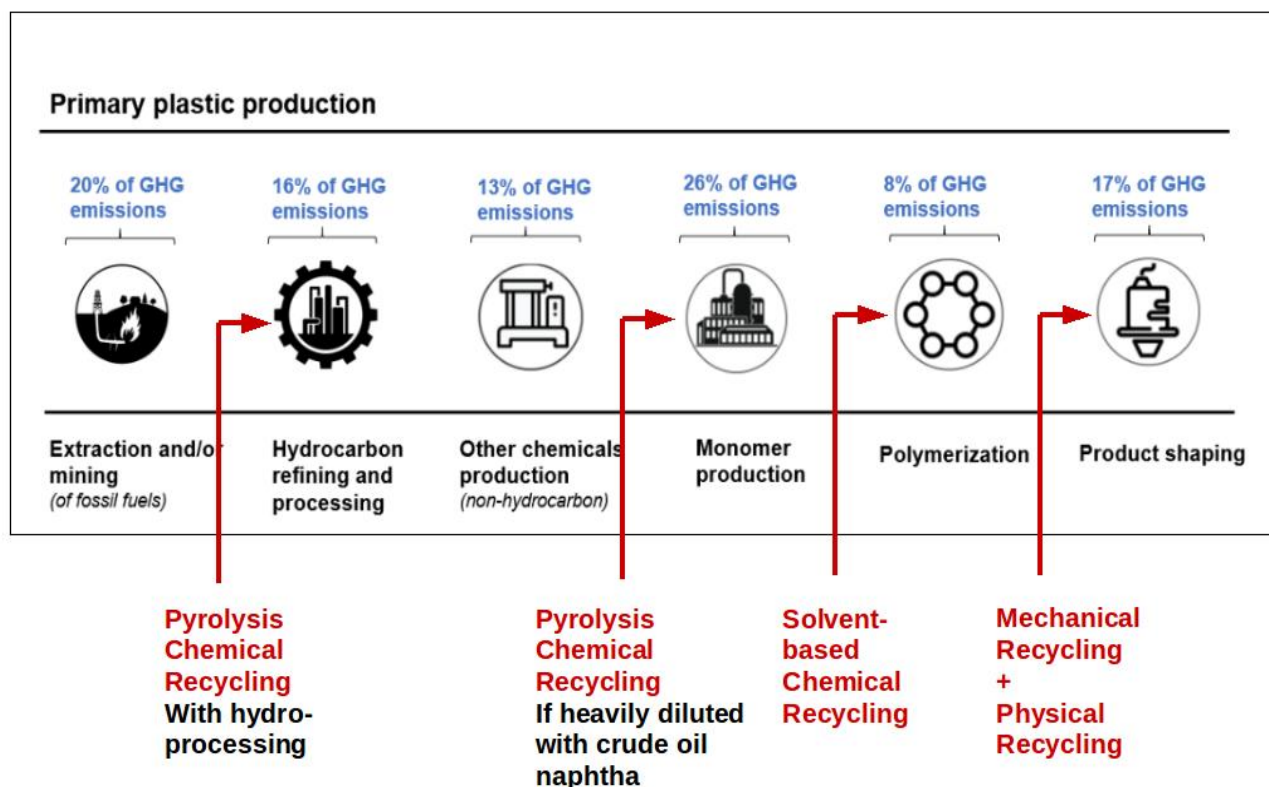 Primary plastic production
20% of GHG
emissions
16% of GHG
emissions
13% of GHG
emissions
26% of GHG
emissions
8% of GHG
emissions
17% of GHG
emissions
Extraction and/or
mining
(of fossil fuels)
Hydrocarbon
refining and
processing
Other chemicals
production
(non-hydrocarbon)
Monomer
production
Polymerization
Product shaping
Pyrolysis
Chemical
Recycling
With hydro-
processing
Pyrolysis
Chemical
Recycling
If heavily diluted
with crude oil
naphtha
Solvent-
based
Chemical
Recycling
Mechanical
Recycling
+
Physical
Recycling